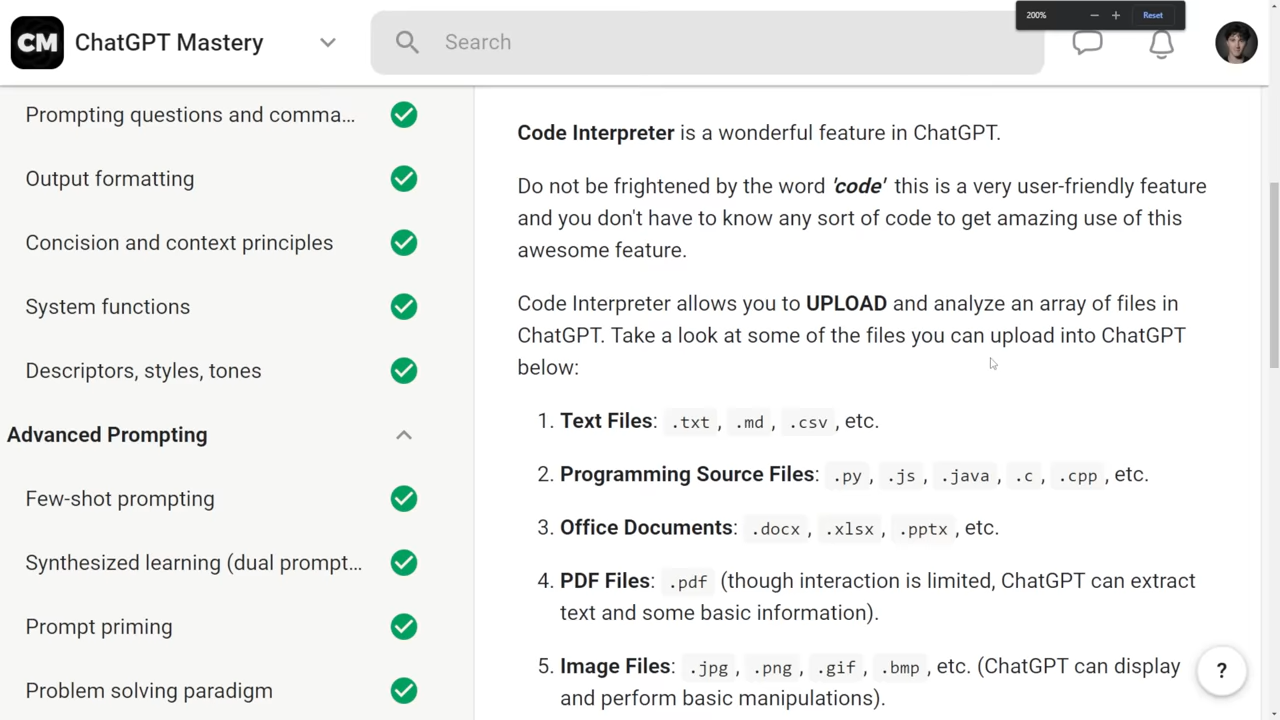 200%
Reset
CM
ChatGPT Mastery
Search
Prompting questions and comma...
Output formatting
Concision and context principles
System functions
Descriptors, styles, tones
Advanced Prompting
Few-shot prompting
Synthesized learning (dual prompt...
Prompt priming
Problem solving paradigm
Code Interpreter is a wonderful feature in ChatGPT.
Do not be frightened by the word 'code' this is a very user-friendly feature
and you don't have to know any sort of code to get amazing use of this
awesome feature.
Code Interpreter allows you to UPLOAD and analyze an array of files in
ChatGPT. Take a look at some of the files you can upload into ChatGPT
below:
1. Text Files: .txt, .md, .csv, etc.
2. Programming Source Files: .py, .js, .java, .c, .cpp, etc.
3. Office Documents: .docx, .xlsx, .pptx, etc.
4. PDF Files: .pdf (though interaction is limited, ChatGPT can extract
text and some basic information).
5. Image Files: .jpg, .png, .gif, .bmp, etc. (ChatGPT can display
and perform basic manipulations).
?